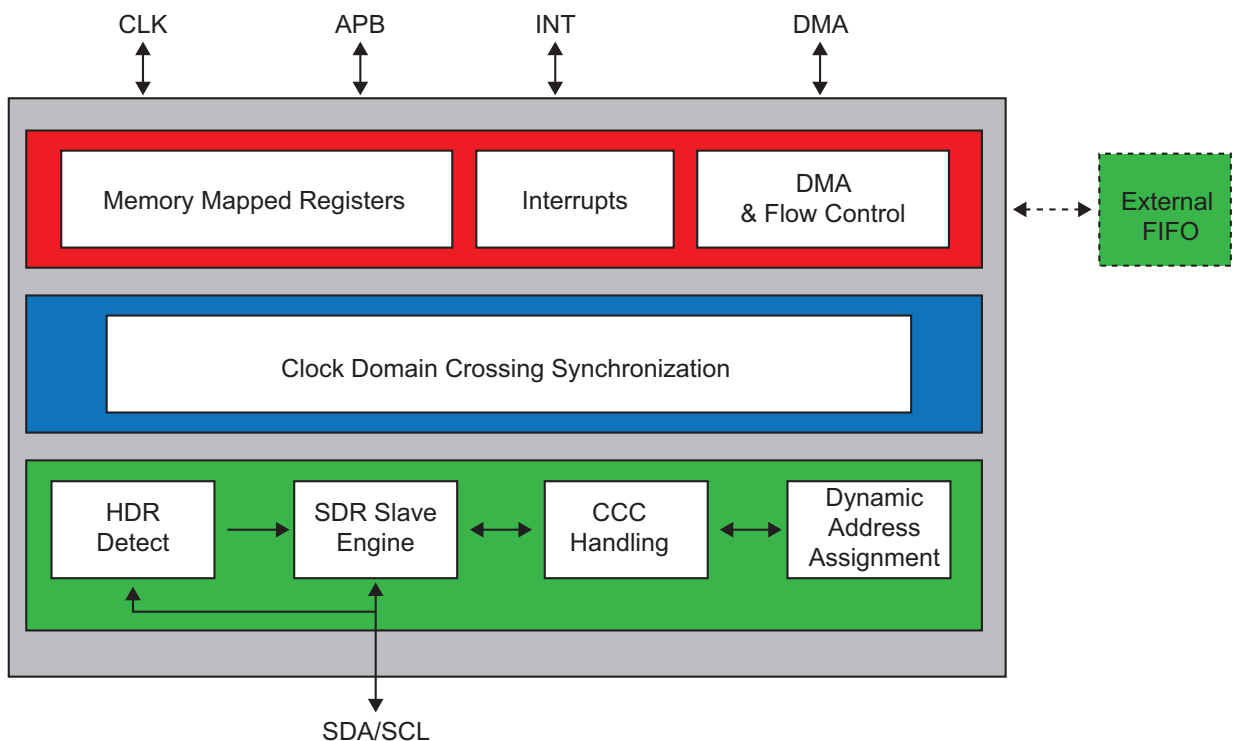 CLK
APB
INT
DMA
Memory Mapped Registers
Interrupts
DMA
& Flow Control
External
FIFO
Clock Domain Crossing Synchronization
HDR
Detect
SDR Slave
Engine
CCC
Handling
Dynamic
Address
Assignment
SDA/SCL